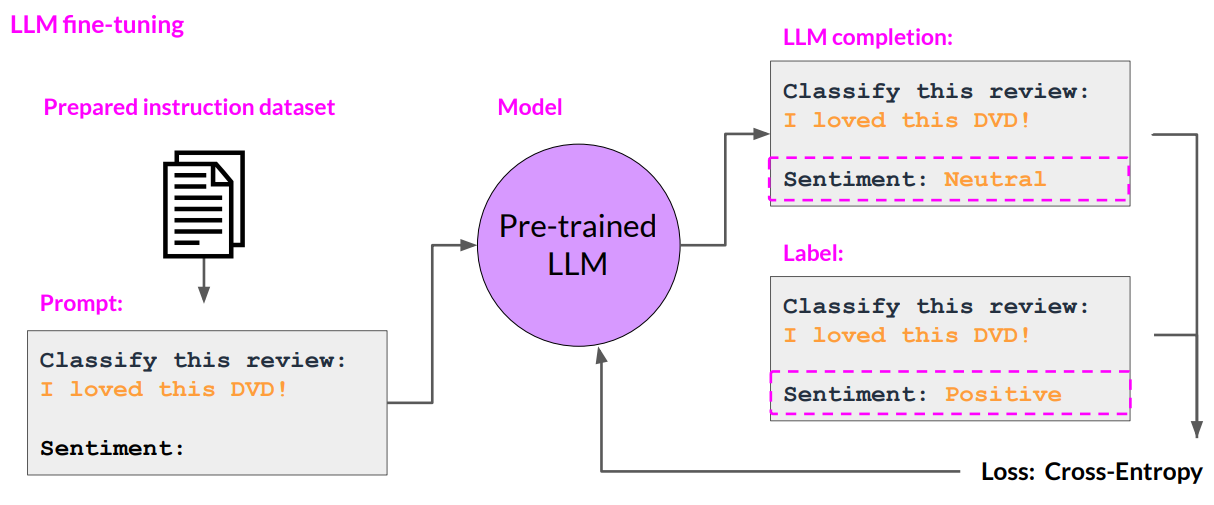 LLM fine-tuning
Prepared instruction dataset
Prompt:
Classify this review:
I loved this DVD!
Sentiment:
Model
Pre-trained
LLM
LLM completion:
Classify this review:
I loved this DVD!
Sentiment: Neutral
Label:
Classify this review:
I loved this DVD!
Sentiment: Positive
Loss: Cross-Entropy